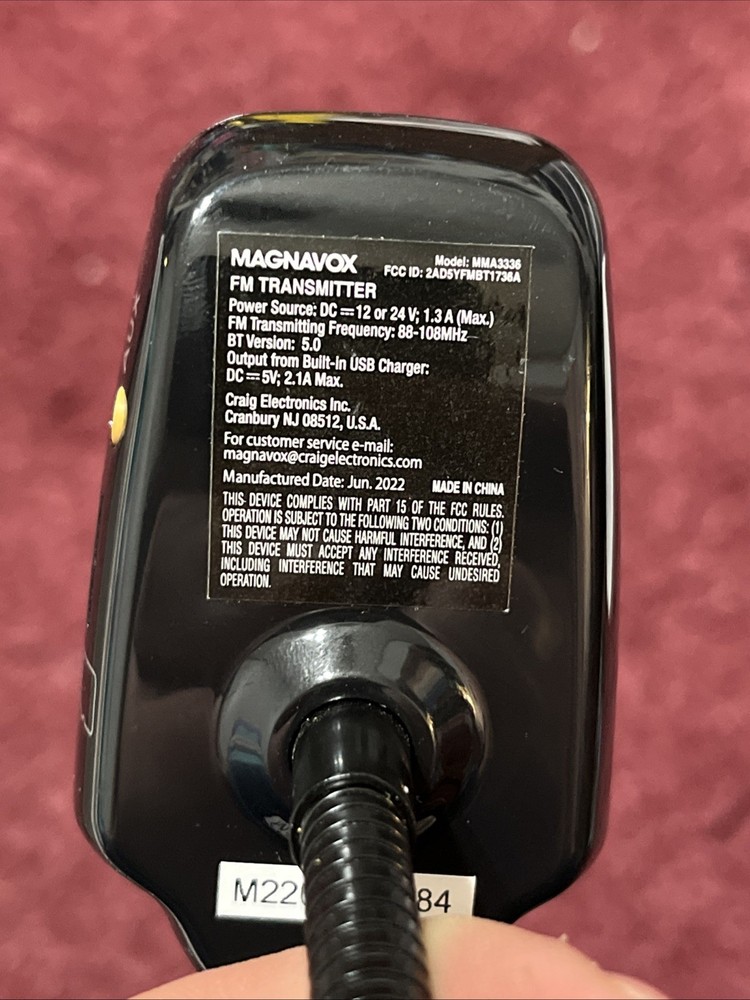 MAGNAVOX
Model: MMA3336
FCC ID: 2AD5YFMBT1736A
FM TRANSMITTER
Power Source: DC ⎓ 12 or 24 V; 1.3 A (Max.)
FM Transmitting Frequency: 88-108MHz
BT Version: 5.0
Output from Built-in USB Charger:
DC ⎓ 5V; 2.1A Max.
Craig Electronics Inc.
Cranbury NJ 08512, U.S.A.
For customer service e-mail:
magnavox@craigelectronics.com
Manufactured Date: Jun. 2022 MADE IN CHINA
THIS DEVICE COMPLIES WITH PART 15 OF THE FCC RULES.
OPERATION IS SUBJECT TO THE FOLLOWING TWO CONDITIONS: (1)
THIS DEVICE MAY NOT CAUSE HARMFUL INTERFERENCE, AND (2)
THIS DEVICE MUST ACCEPT ANY INTERFERENCE RECEIVED,
INCLUDING INTERFERENCE THAT MAY CAUSE UNDESIRED
OPERATION.
M22 84